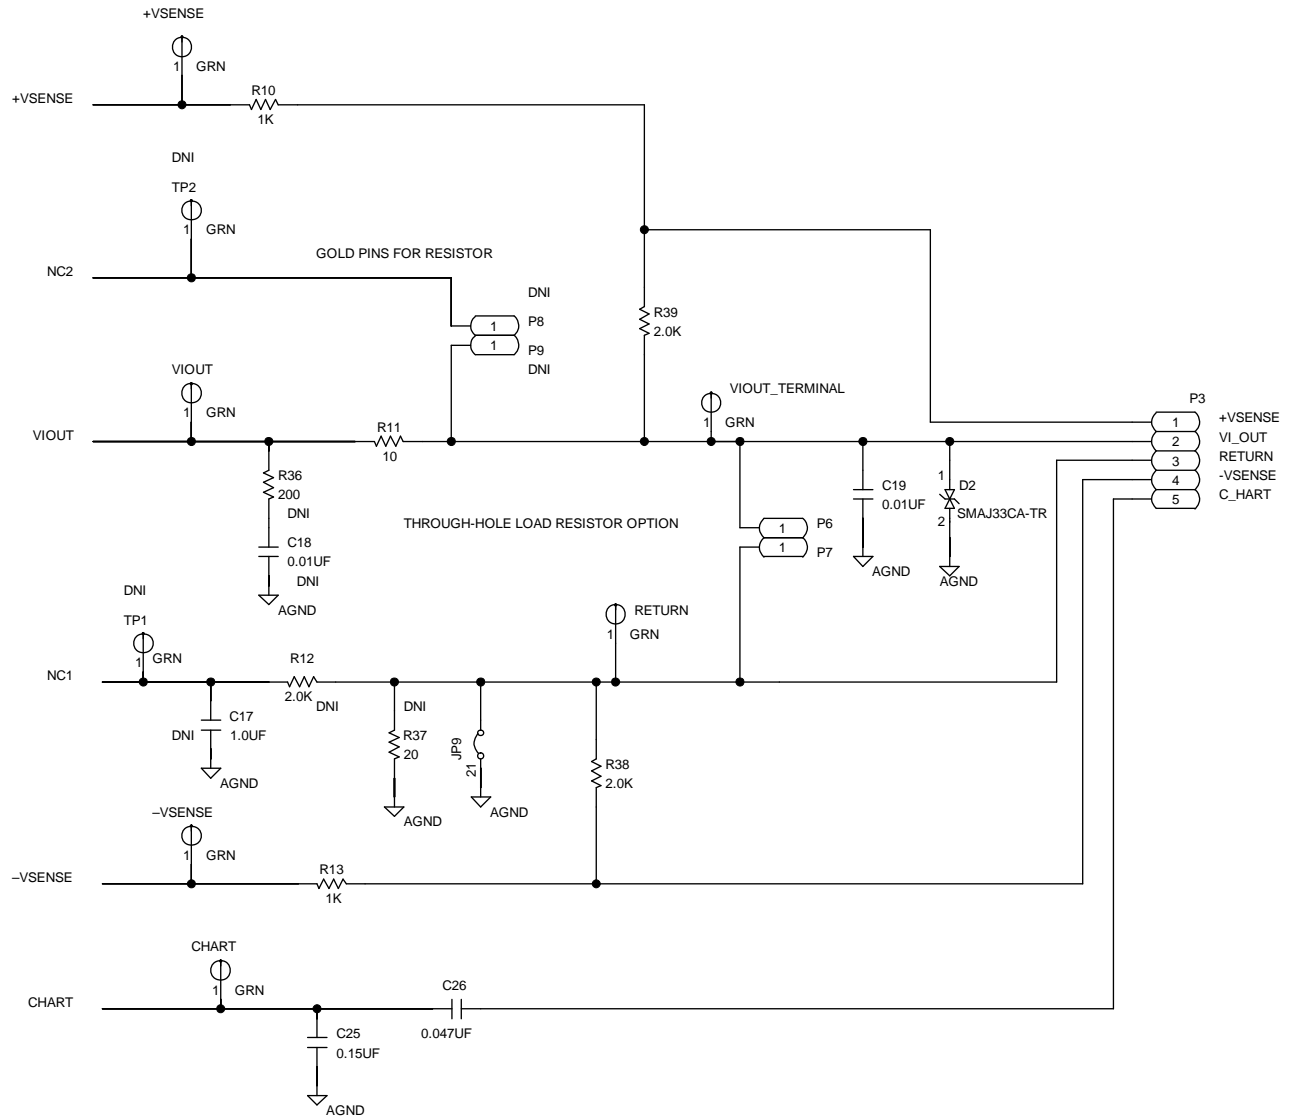 +VSENSE
1 GRN
+VSENSE
R10
1K
DNI
TP2
1 GRN
GOLD PINS FOR RESISTOR
NC2
DNI
1 P8
1 P9
DNI
R39
2.0K
VIOUT
1 GRN
VIOUT_TERMINAL
1 GRN
P3
1 +VSENSE
2 VI_OUT
3 RETURN
4 -VSENSE
5 C_HART
VIOUT
R11
10
R36
200
DNI
C18
0.01UF
DNI
AGND
THROUGH-HOLE LOAD RESISTOR OPTION
1 P6
1 P7
C19
0.01UF
AGND
1 D2
SMAJ33CA-TR
2
AGND
DNI
TP1
1 GRN
RETURN
1 GRN
NC1
R12
2.0K
DNI
C17
DNI 1.0UF
AGND
DNI
R37
20
AGND
JP9
21
AGND
R38
2.0K
–VSENSE
1 GRN
–VSENSE
R13
1K
CHART
1 GRN
CHART
C26
0.047UF
C25
0.15UF
AGND